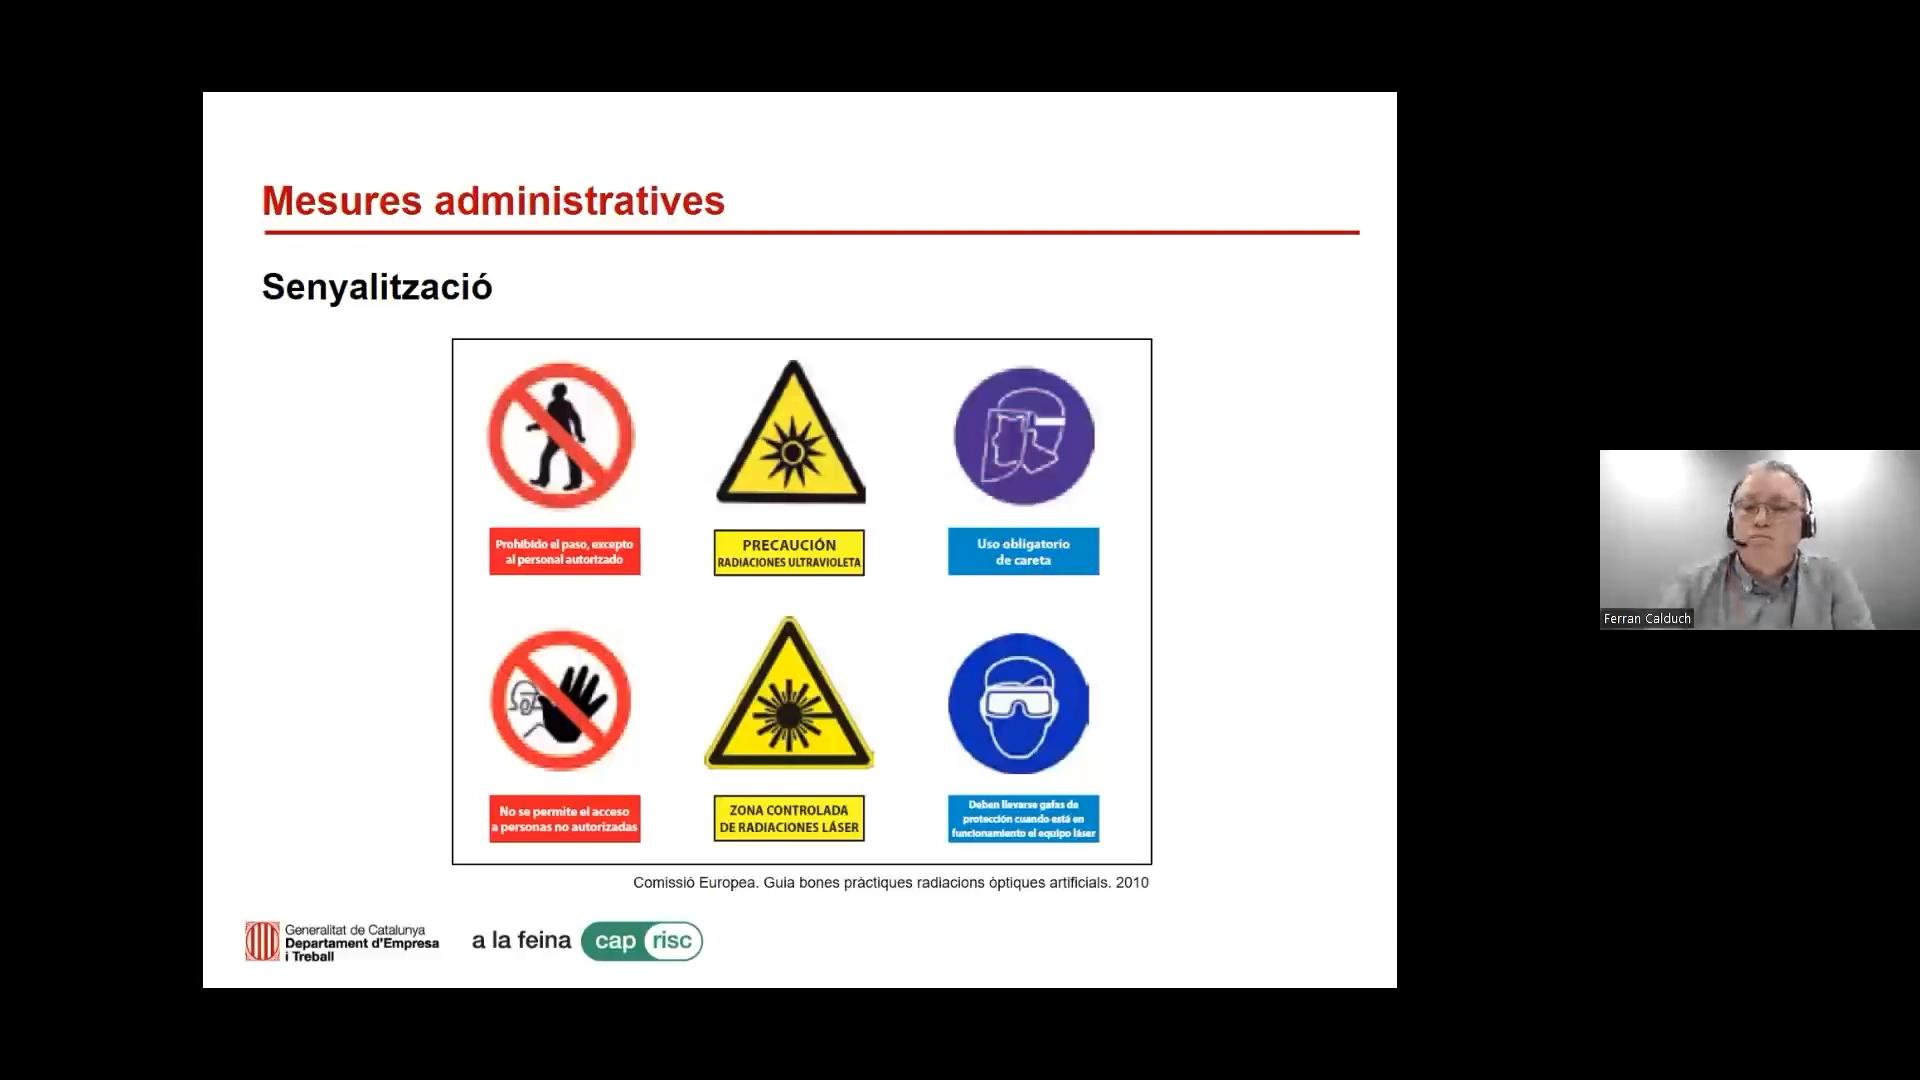 Mesures administratives
Senyalització
Prohibido el paso, excepto
al personal autorizado
PRECAUCIÓN
RADIACIONES ULTRAVIOLETA
Uso obligatorio
de careta
No se permite el acceso
a personas no autorizadas
ZONA CONTROLADA
DE RADIACIONES LÁSER
Deben llevarse gafas de
protección cuando está en
funcionamiento el equipo láser
Comissió Europea. Guia bones pràctiques radiacions òptiques artificials. 2010
Generalitat de Catalunya
Departament d'Empresa
i Treball
a la feina cap risc
Ferran Calduch